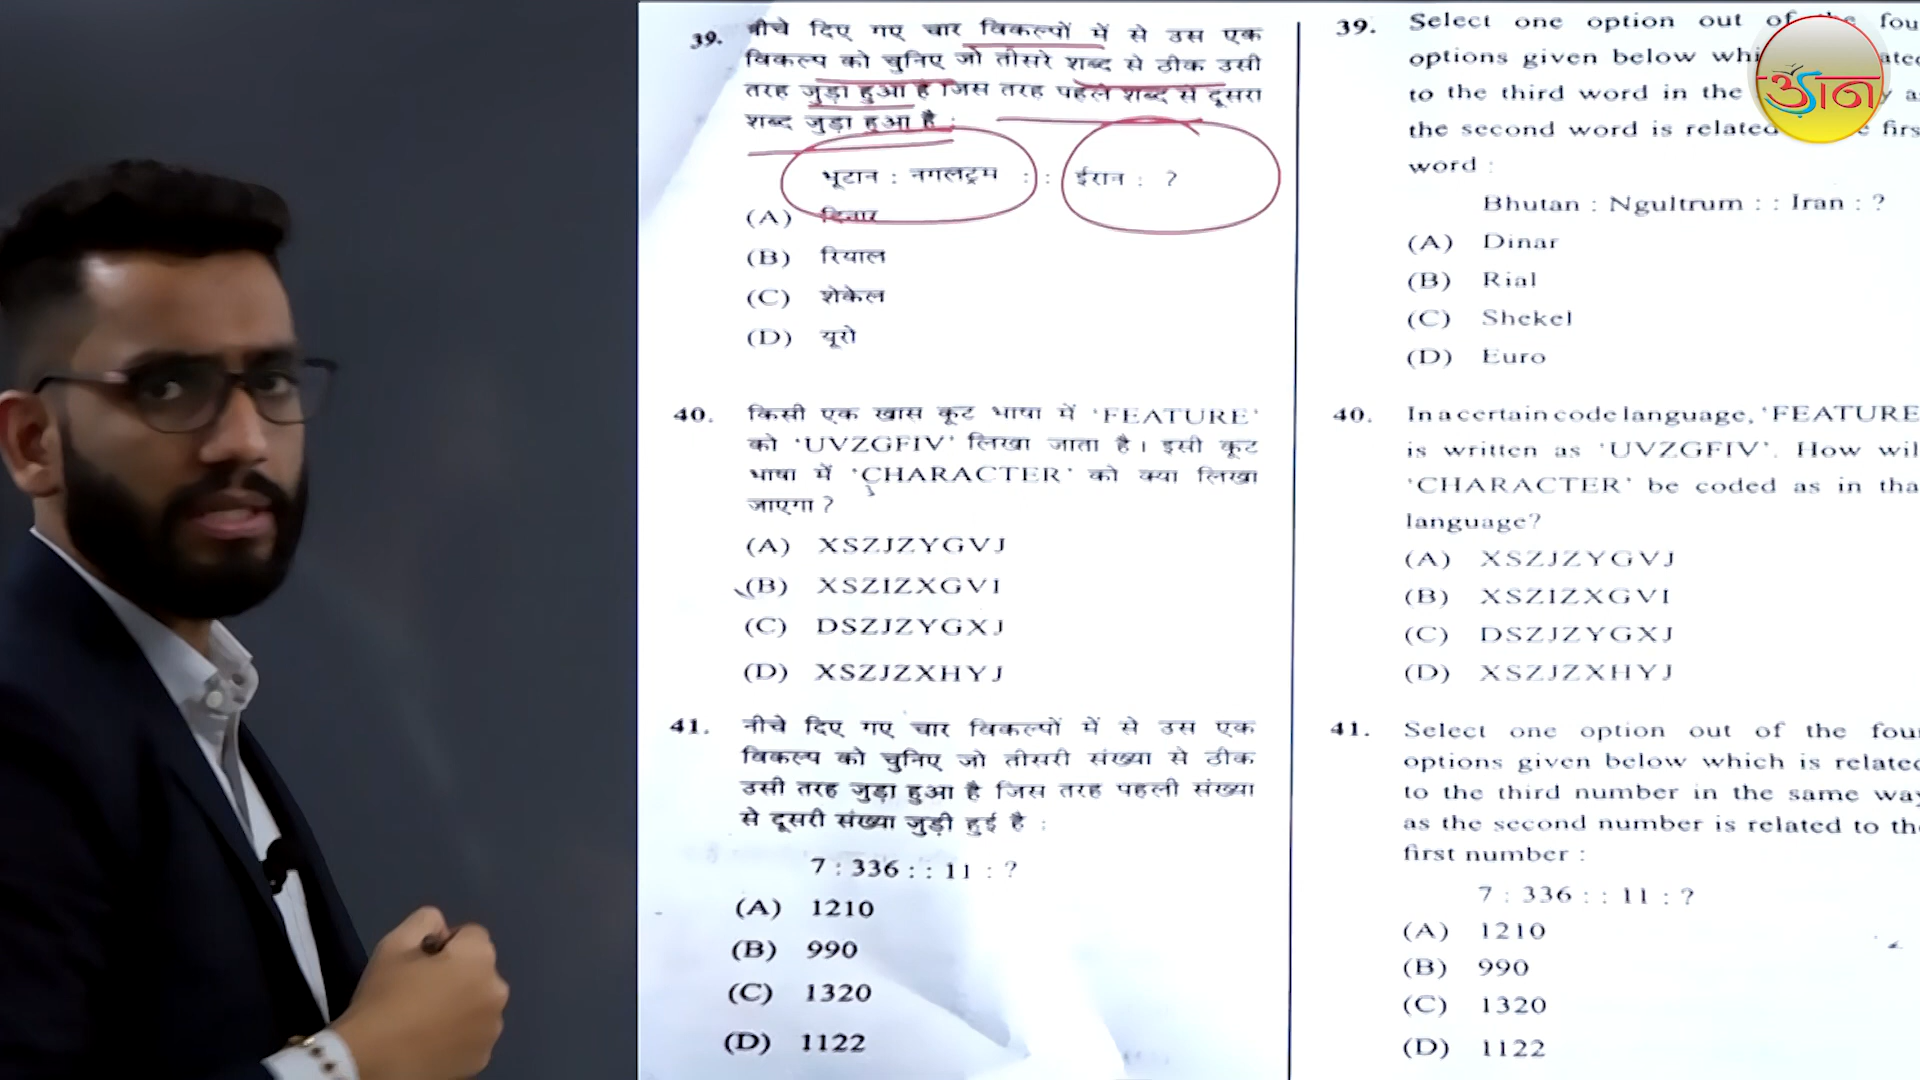 39. नीचे दिए गए चार विकल्पों में से उस एक
विकल्प को चुनिए जो तीसरे शब्द से ठीक उसी
तरह जुड़ा हुआ है जिस तरह पहले शब्द से दूसरा
शब्द जुड़ा हुआ है :
भूटान : नगलट्रम : : ईरान : ?
(A) दिनार
(B) रियाल
(C) शेकेल
(D) यूरो
40. किसी एक खास कूट भाषा में 'FEATURE'
को 'UVZGFIV' लिखा जाता है। इसी कूट
भाषा में 'CHARACTER' को क्या लिखा
जाएगा ?
(A) XSZJZYGVJ
(B) XSZIZXGVI
(C) DSZJZYGXJ
(D) XSZJZXHYJ
41. नीचे दिए गए चार विकल्पों में से उस एक
विकल्प को चुनिए जो तीसरी संख्या से ठीक
उसी तरह जुड़ा हुआ है जिस तरह पहली संख्या
से दूसरी संख्या जुड़ी हुई है :
7 : 336 : : 11 : ?
(A) 1210
(B) 990
(C) 1320
(D) 1122
39. Select one option out of the fou
options given below whi ated
to the third word in the y a
the second word is related e firs
word :
Bhutan : Ngultrum : : Iran : ?
(A) Dinar
(B) Rial
(C) Shekel
(D) Euro
40. In a certain code language, 'FEATURE
is written as 'UVZGFIV'. How wil
'CHARACTER' be coded as in tha
language?
(A) XSZJZYGVJ
(B) XSZIZXGVI
(C) DSZJZYGXJ
(D) XSZJZXHYJ
41. Select one option out of the fou
options given below which is related
to the third number in the same way
as the second number is related to the
first number :
7 : 336 : : 11 : ?
(A) 1210
(B) 990
(C) 1320
(D) 1122